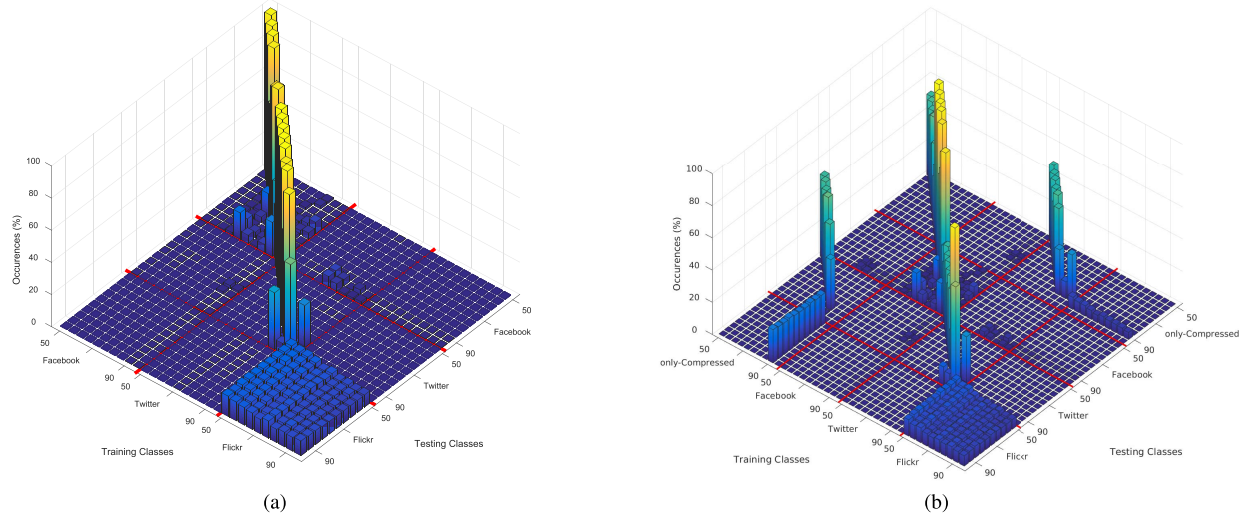 100
80
60
40
20
0
Occurences (%)
50
Facebook
90
50
Twitter
90
50
Flickr
90
Training Classes
50
Facebook
90
50
Twitter
90
50
Flickr
90
Testing Classes
(a)
100
80
60
40
20
0
Occurences (%)
50
only-Compressed
90
50
Facebook
90
50
Twitter
90
50
Flickr
90
Training Classes
50
only-Compressed
90
50
Facebook
90
50
Twitter
90
50
Flickr
90
Testing Classes
(b)